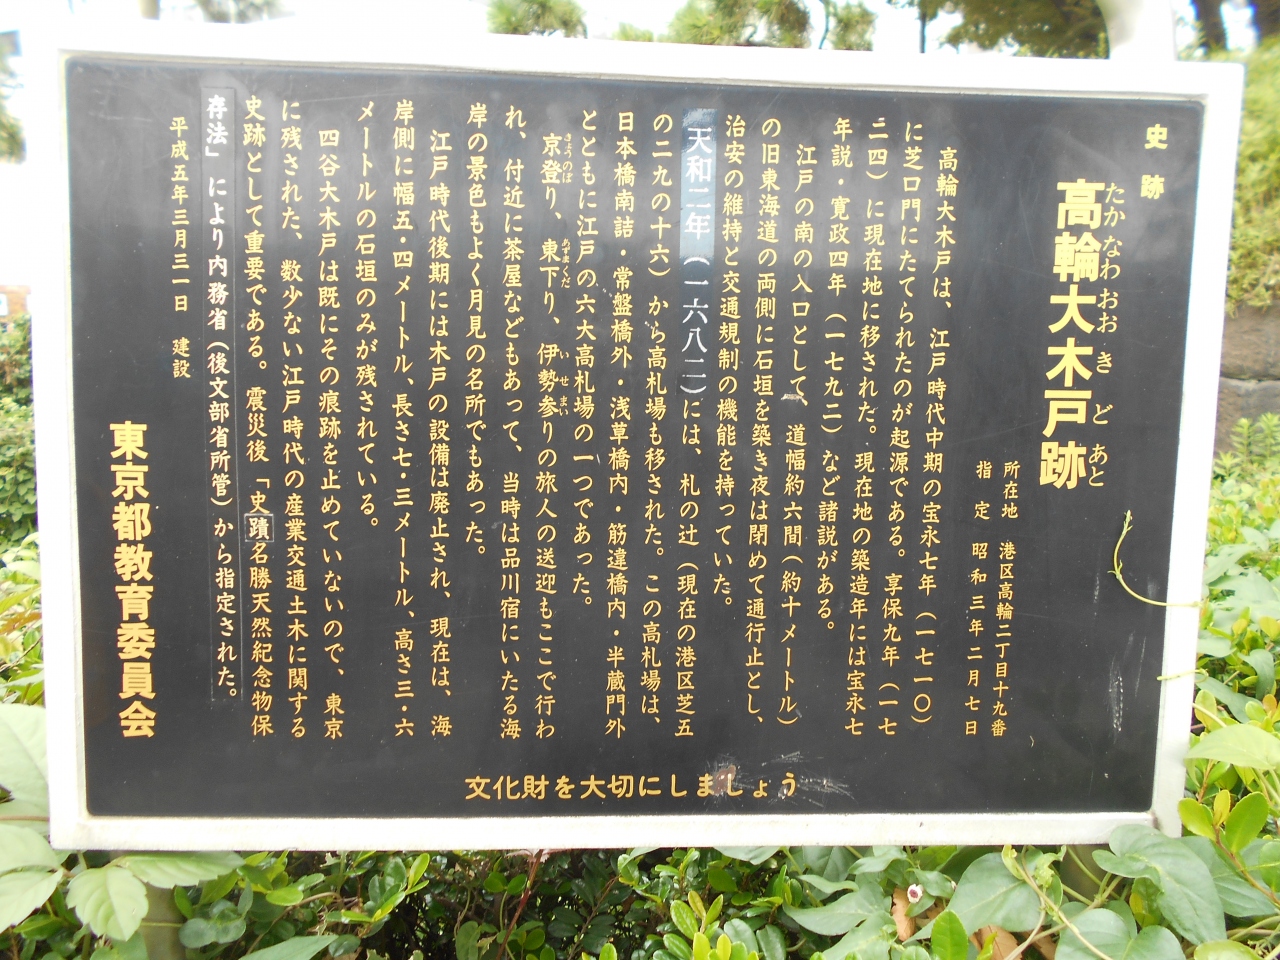 史跡
高輪大木戸跡
たかなわおおきどあと
所在地 港区高輪二丁目十九番
指定 昭和三年二月七日
高輪大木戸は、江戸時代中期の宝永七年（一七一〇）
に芝口門にたてられたのが起源である。享保九年（一七
二四）に現在地に移された。現在地の築造年には宝永七
年説・寛政四年（一七九二）など諸説がある。
江戸の南の入口として、道幅約六間（約十メートル）
の旧東海道の両側に石垣を築き夜は閉めて通行止とし、
治安の維持と交通規制の機能を持っていた。
天和二年（一六八二）には、札の辻（現在の港区芝五
の二九の十六）から高札場も移された。この高札場は、
日本橋南詰・常盤橋外・浅草橋内・筋違橋内・半蔵門外
とともに江戸の六大高札場の一つであった。
京登り、東下り、伊勢参りの旅人の送迎もここで行わ
きょうのぼ あずまくだ いせまい
れ、付近に茶屋などもあって、当時は品川宿にいたる海
岸の景色もよく月見の名所でもあった。
江戸時代後期には木戸の設備は廃止され、現在は、海
岸側に幅五・四メートル、長さ七・三メートル、高さ三・六
メートルの石垣のみが残されている。
四谷大木戸は既にその痕跡を止めていないので、東京
に残された、数少ない江戸時代の産業交通土木に関する
史跡として重要である。震災後「史蹟名勝天然紀念物保
存法」により内務省（後文部省所管）から指定された。
平成五年三月三一日 建設
東京都教育委員会
文化財を大切にしましょう